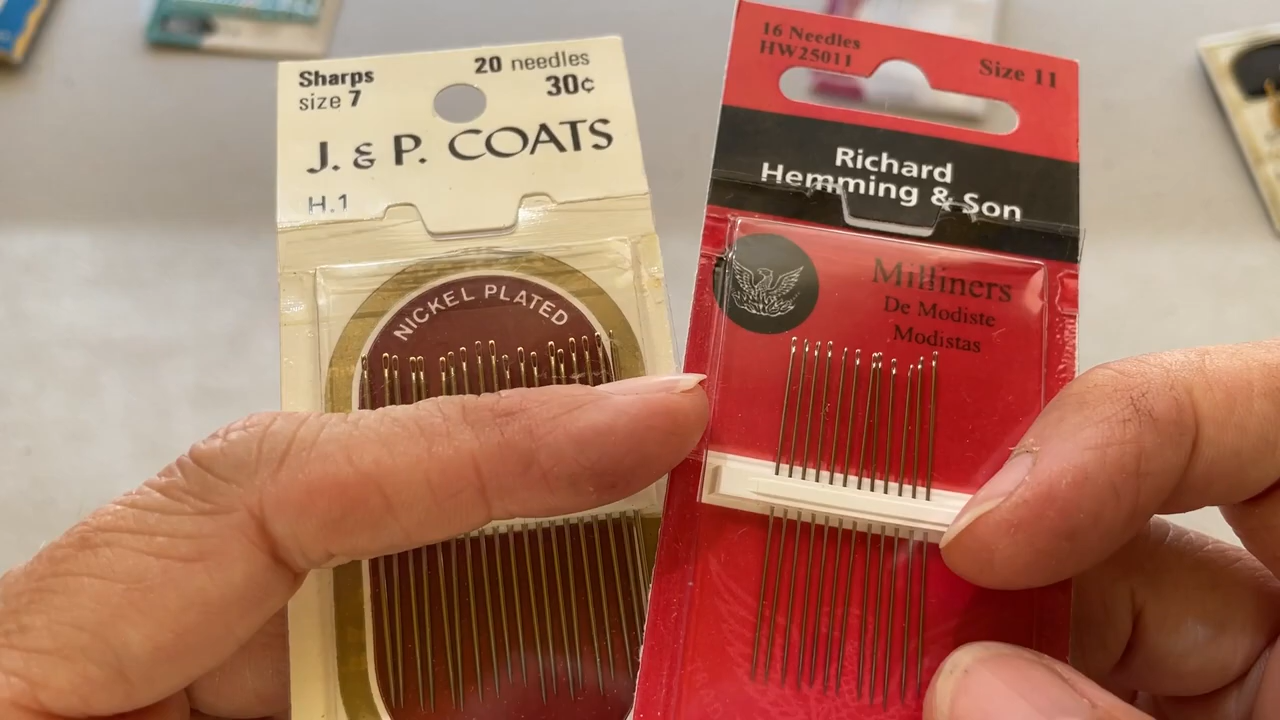 Sharps
size 7
20 needles
30¢
J. & P. COATS
H.1
NICKEL PLATED
16 Needles
HW25011
Size 11
Richard
Hemming & Son
Milliners
De Modiste
Modistas